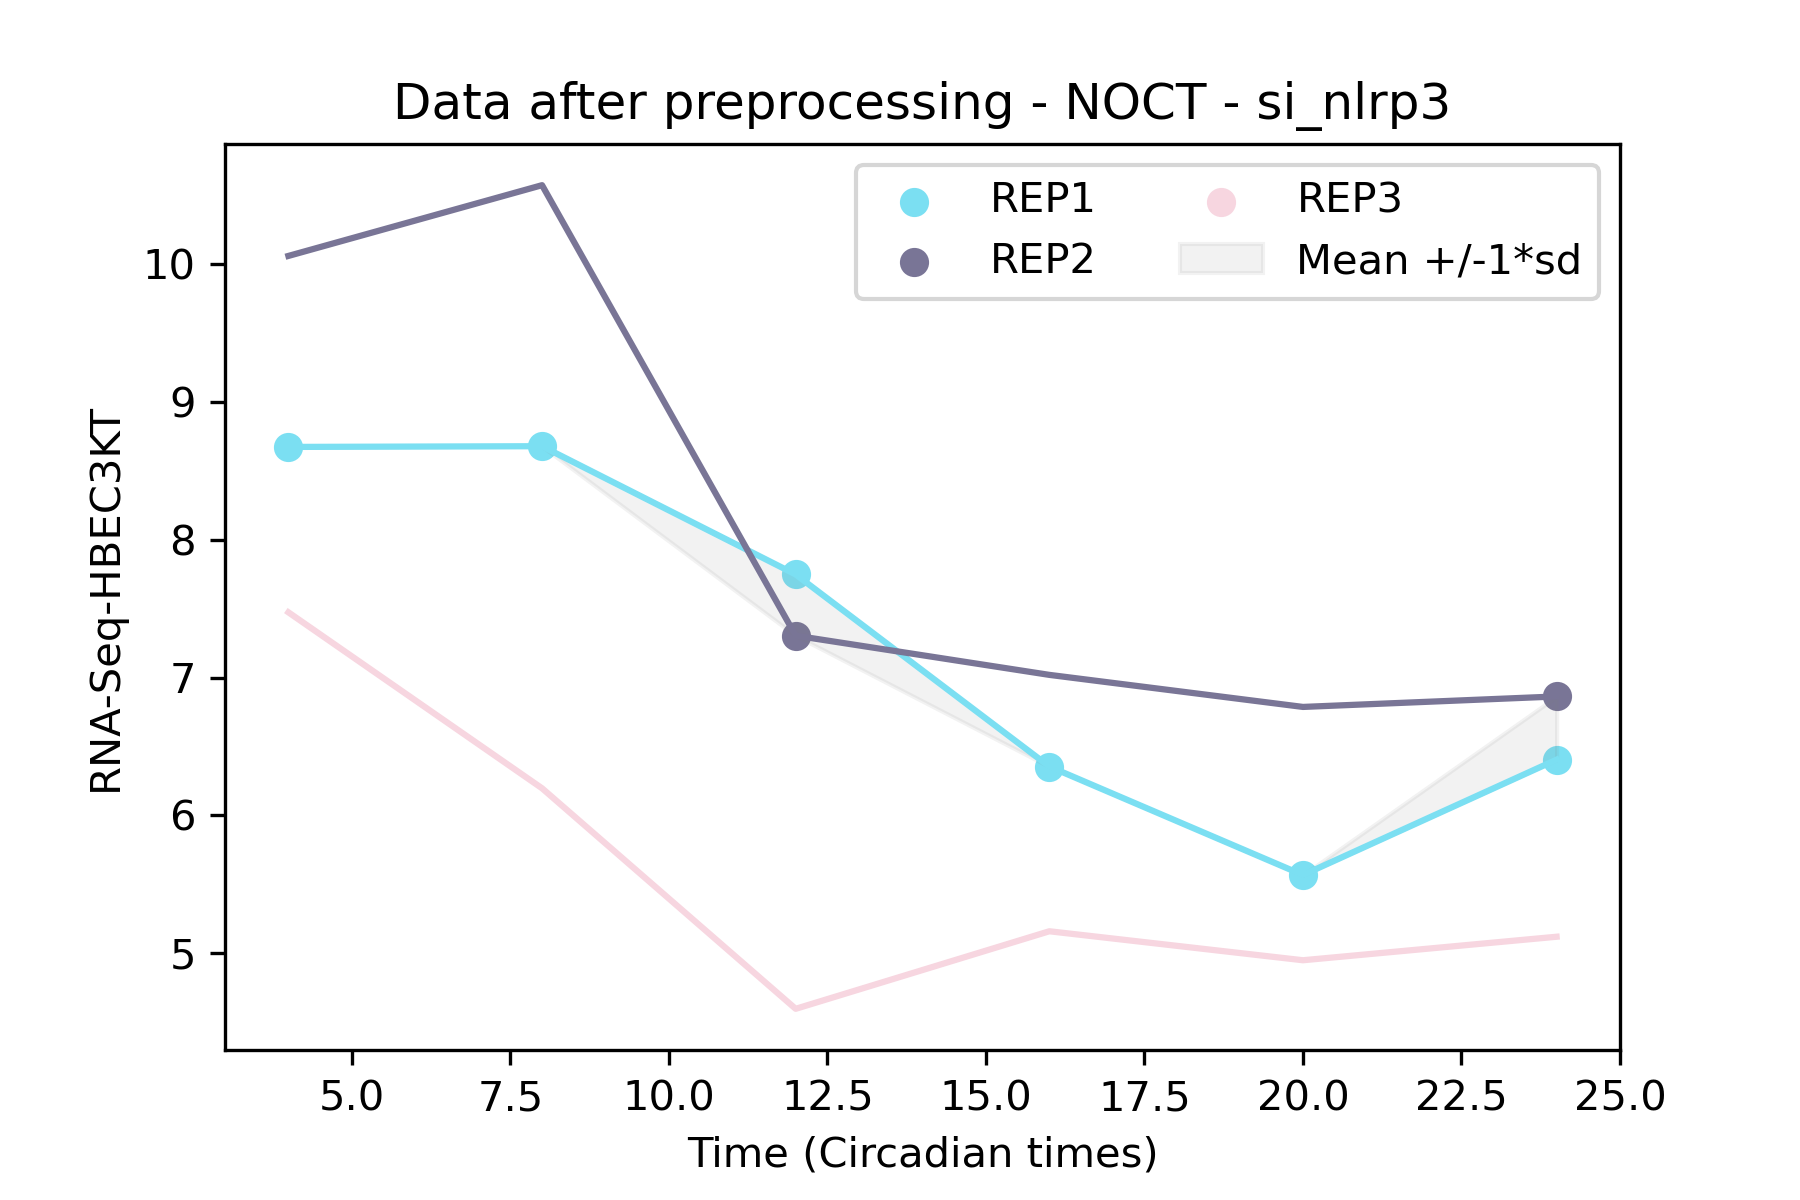 Data after preprocessing - NOCT - si_nlrp3
REP1
REP2
REP3
Mean +/-1*sd
RNA-Seq-HBEC3KT
10
9
8
7
6
5
5.0 7.5 10.0 12.5 15.0 17.5 20.0 22.5 25.0
Time (Circadian times)